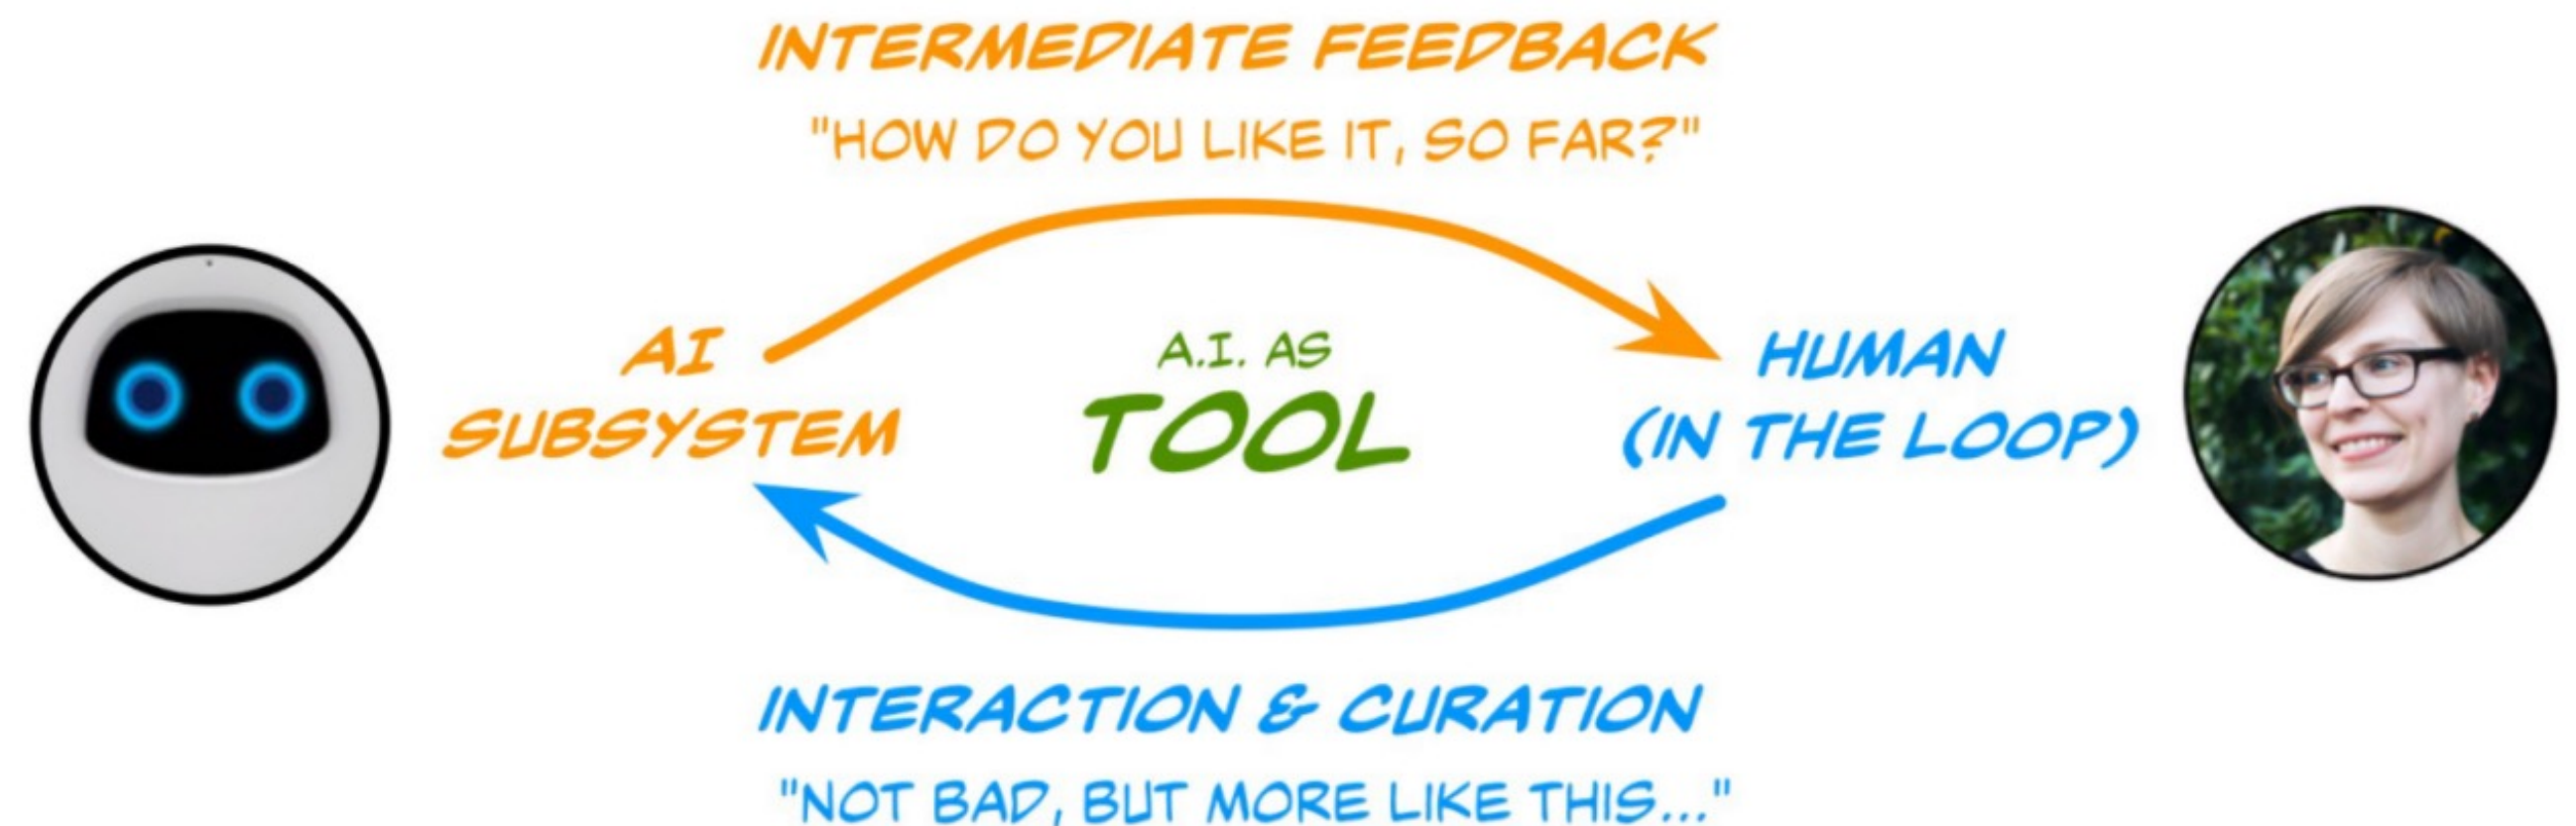 INTERMEDIATE FEEDBACK
"HOW DO YOU LIKE IT, SO FAR?"
AI
SUBSYSTEM
A.I. AS
TOOL
HUMAN
(IN THE LOOP)
INTERACTION & CURATION
"NOT BAD, BUT MORE LIKE THIS..."